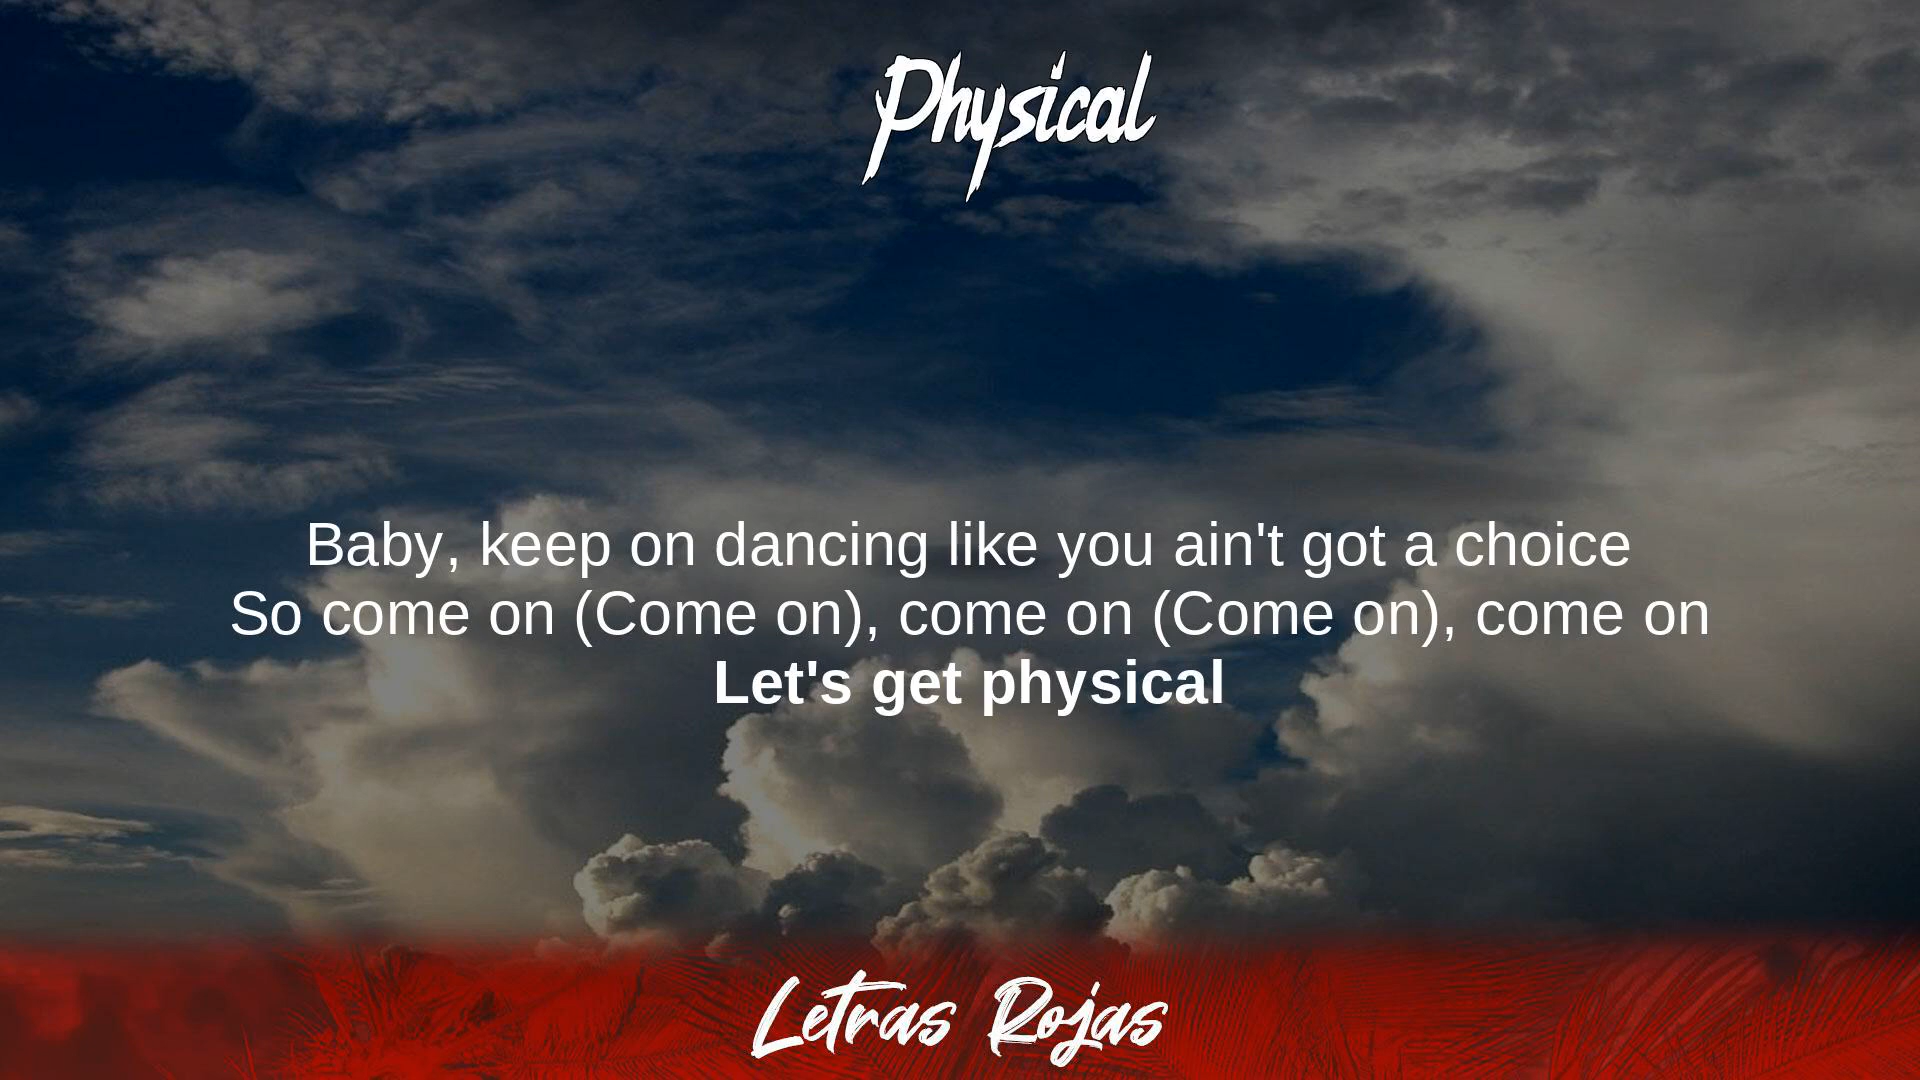 Physical
Baby, keep on dancing like you ain't got a choice
So come on (Come on), come on (Come on), come on
Let's get physical
Letras Rojas